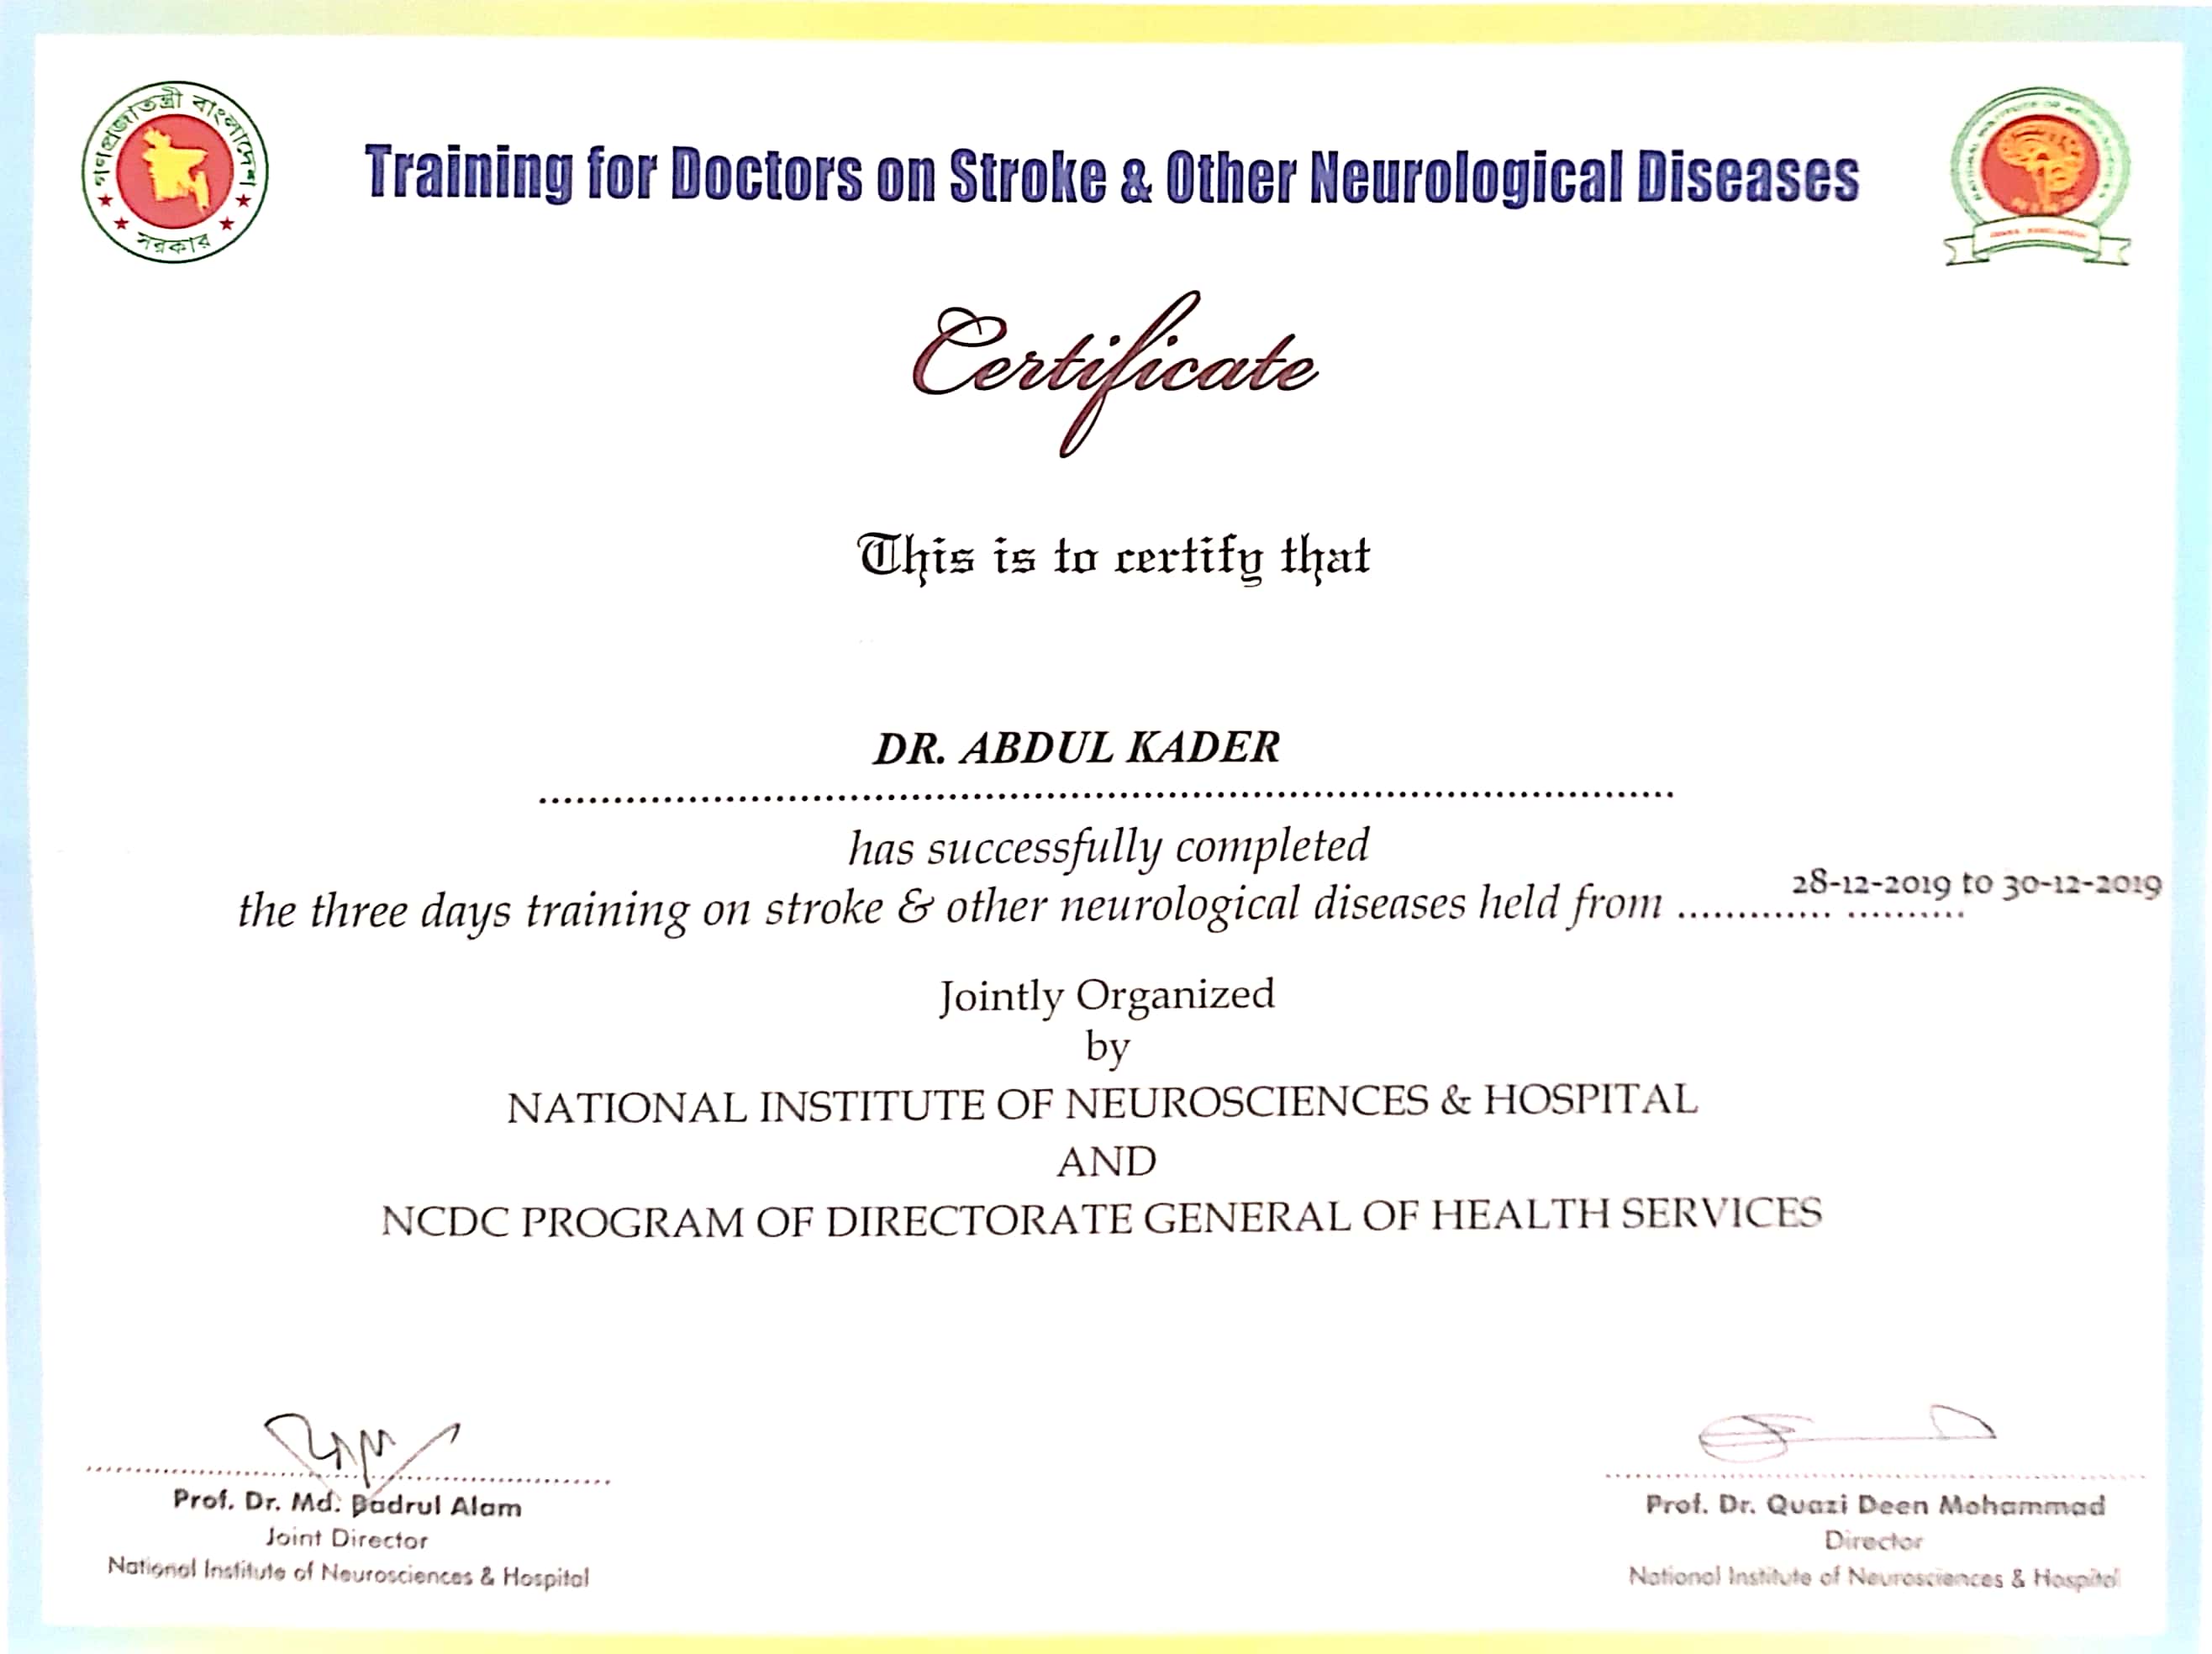 গণপ্রজাতন্ত্রী বাংলাদেশ
সরকার
Training for Doctors on Stroke & Other Neurological Diseases
Certificate
This is to certify that
DR. ABDUL KADER
has successfully completed
the three days training on stroke & other neurological diseases held from 28-12-2019 to 30-12-2019
Jointly Organized
by
NATIONAL INSTITUTE OF NEUROSCIENCES & HOSPITAL
AND
NCDC PROGRAM OF DIRECTORATE GENERAL OF HEALTH SERVICES
Prof. Dr. Md. Badrul Alam
Joint Director
National Institute of Neurosciences & Hospital
Prof. Dr. Quazi Deen Mohammad
Director
National Institute of Neurosciences & Hospital